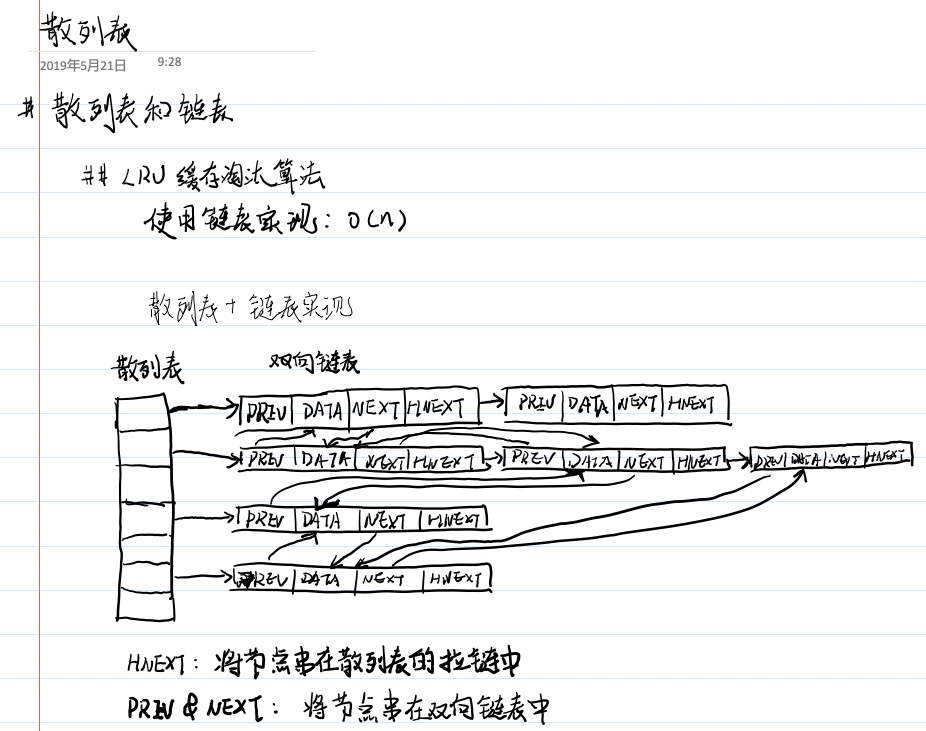 散列表
2019年5月21日 9:28
# 散列表和链表
## LRU 缓存淘汰算法
使用链表实现: O(n)
散列表 + 链表实现
散列表 双向链表
PRIV DATA NEXT HNEXT PRIV DATA NEXT HNEXT
PREV DATA NEXT HNEXT PREV DATA NEXT HNEXT PREV DATA NEXT HNEXT
PREV DATA NEXT HNEXT
PREV DATA NEXT HNEXT
HNEXT: 将节点串在散列表的拉链中
PREV & NEXT: 将节点串在双向链表中